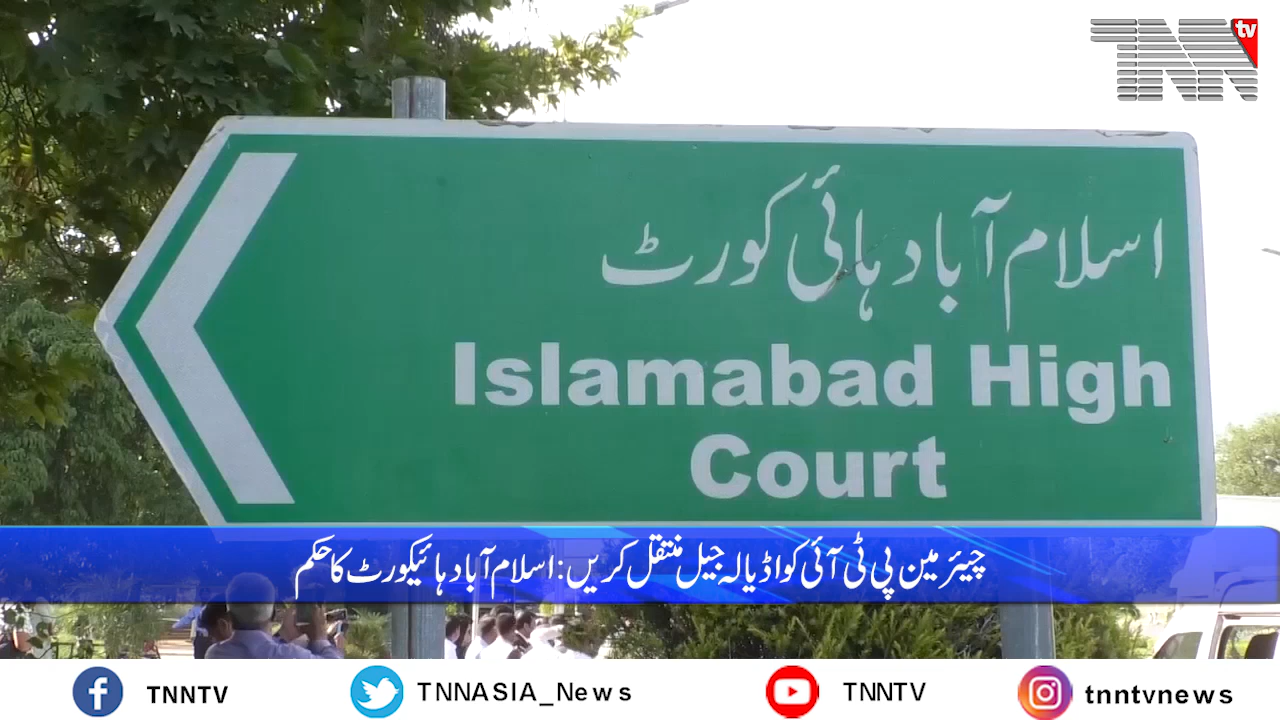 TNN tv
اسلام آباد ہائی کورٹ
Islamabad High
Court
چیئرمین پی ٹی آئی کو اڈیالہ جیل منتقل کریں: اسلام آباد ہائیکورٹ کا حکم
TNNTV TNNASIA_News TNNTV tnntvnews